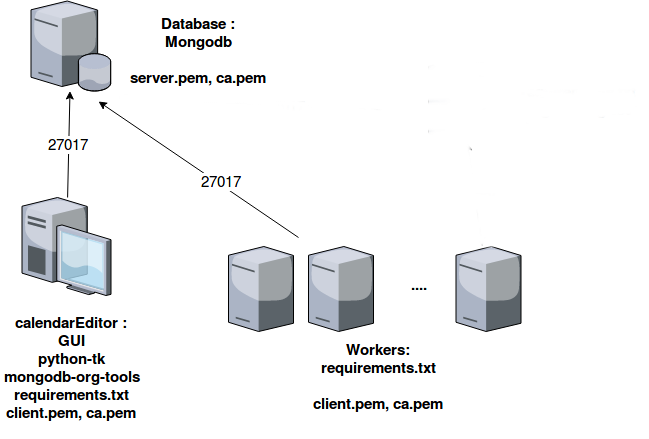 Database :
Mongodb
server.pem, ca.pem
27017
27017
calendarEditor :
GUI
python-tk
mongodb-org-tools
requirements.txt
client.pem, ca.pem
....
Workers:
requirements.txt
client.pem, ca.pem